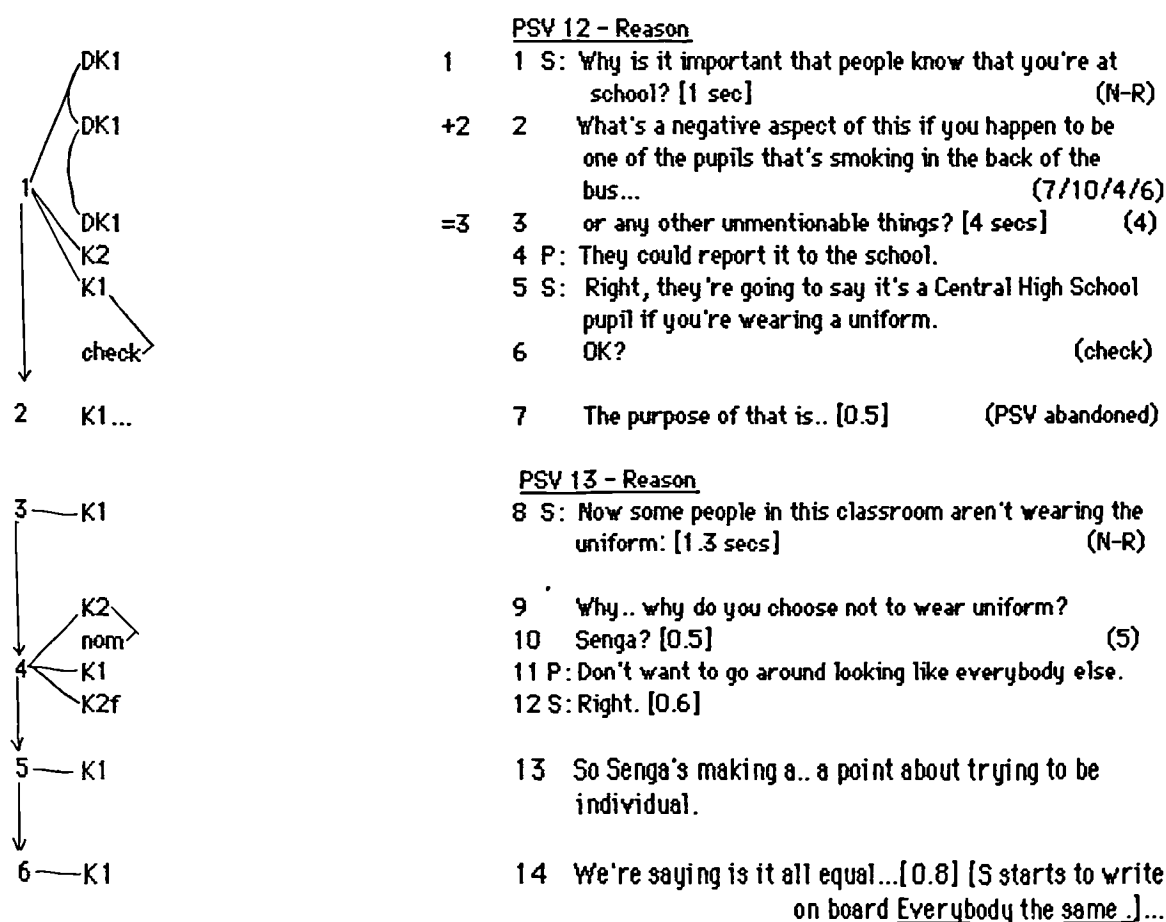 PSV 12 - Reason
DK1 1 1 S: Why is it important that people know that you're at
school? [1 sec] (N-R)
DK1 +2 2 What's a negative aspect of this if you happen to be
one of the pupils that's smoking in the back of the
1 bus... (7/10/4/6)
DK1 =3 3 or any other unmentionable things? [4 secs] (4)
K2 4 P: They could report it to the school.
K1 5 S: Right, they're going to say it's a Central High School
pupil if you're wearing a uniform.
check 6 OK? (check)
2 K1... 7 The purpose of that is.. [0.5] (PSV abandoned)
PSV 13 - Reason
3 K1 8 S: Now some people in this classroom aren't wearing the
uniform: [1.3 secs] (N-R)
K2 9 Why.. why do you choose not to wear uniform?
nom 10 Senga? [0.5] (5)
4 K1 11 P: Don't want to go around looking like everybody else.
K2f 12 S: Right. [0.6]
5 K1 13 So Senga's making a.. a point about trying to be
individual.
6 K1 14 We're saying is it all equal...[0.8] [S starts to write
on board Everybody the same .]...